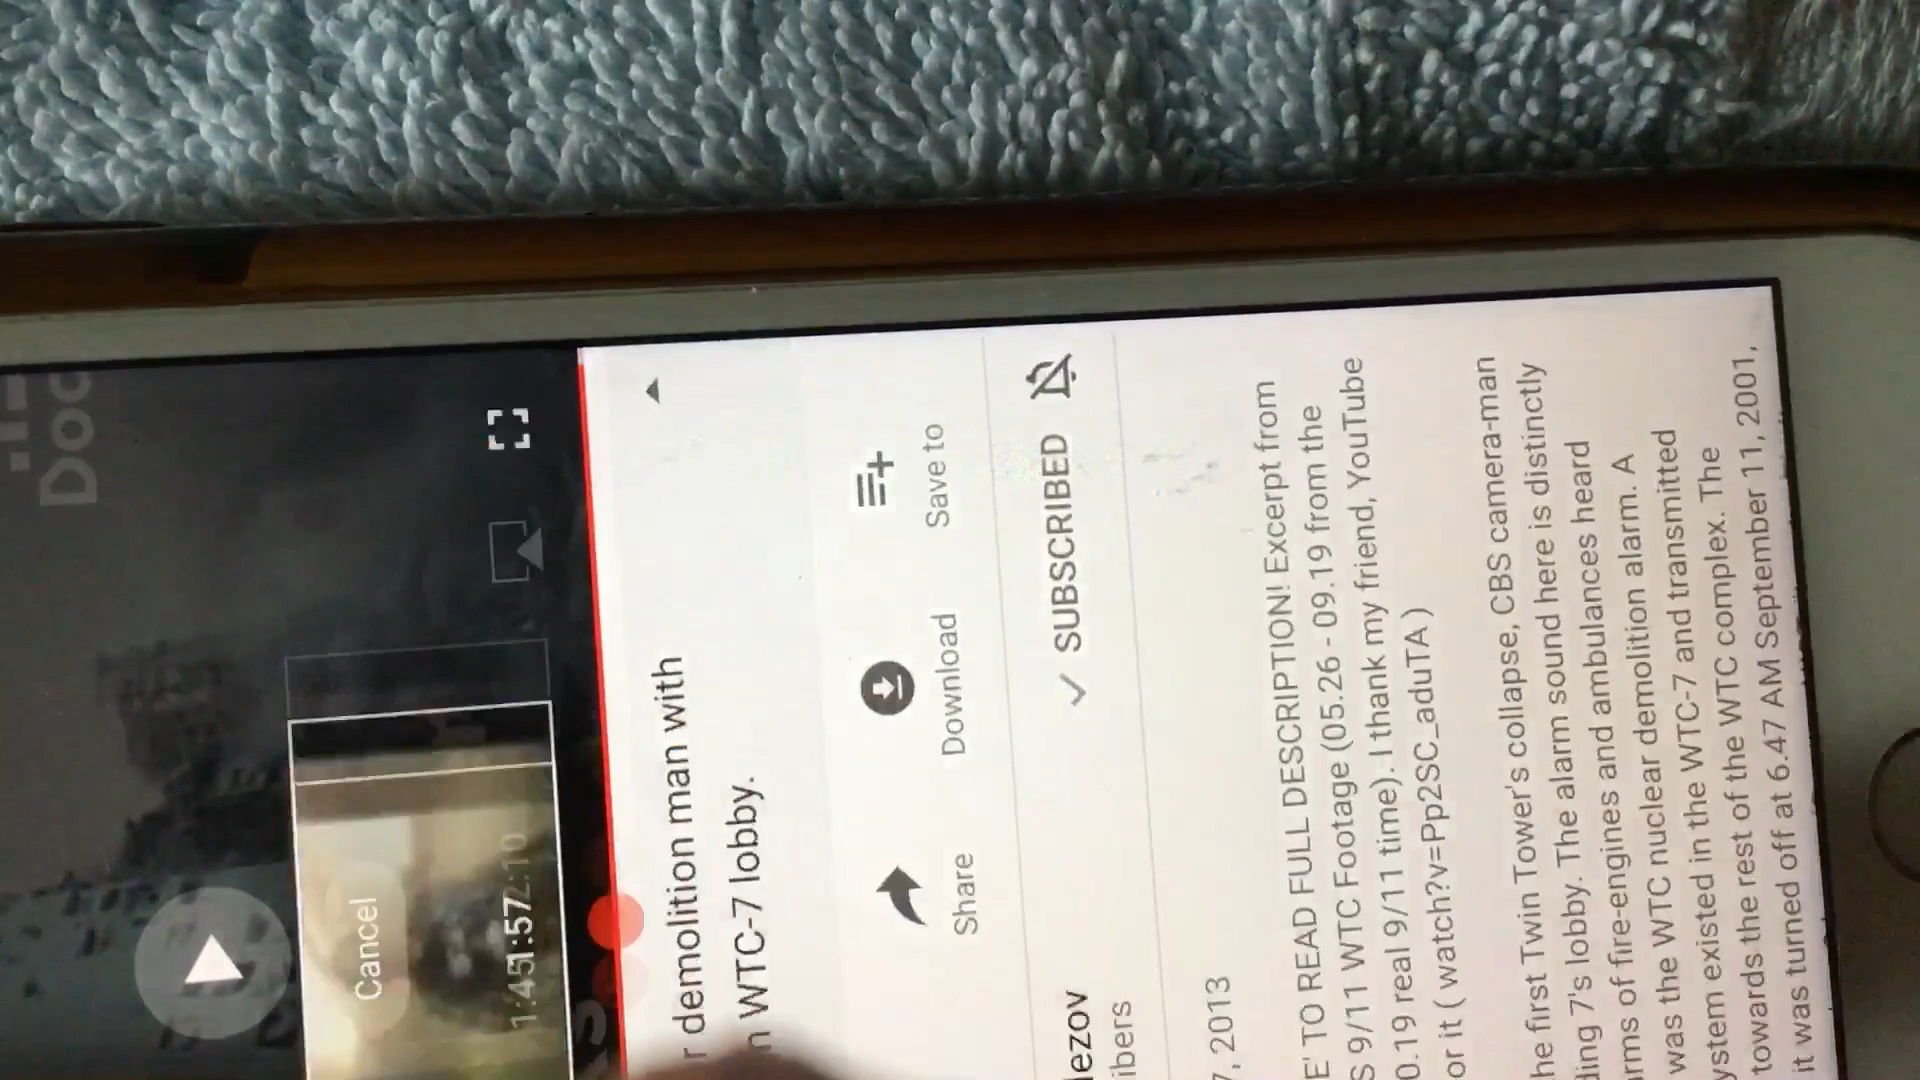 Doc
Cancel
r demolition man with
n WTC-7 lobby.
Share
Download
Save to
lezov
ibers
SUBSCRIBED
7, 2013
E' TO READ FULL DESCRIPTION! Excerpt from
S 9/11 WTC Footage (05.26 - 09.19 from the
0.19 real 9/11 time). I thank my friend, YouTube
or it ( watch?v=Pp2SC_aduTA )
he first Twin Tower's collapse, CBS camera-man
ding 7's lobby. The alarm sound here is distinctly
rms of fire-engines and ambulances heard
was the WTC nuclear demolition alarm. A
ystem existed in the WTC-7 and transmitted
towards the rest of the WTC complex. The
it was turned off at 6.47 AM September 11, 2001,